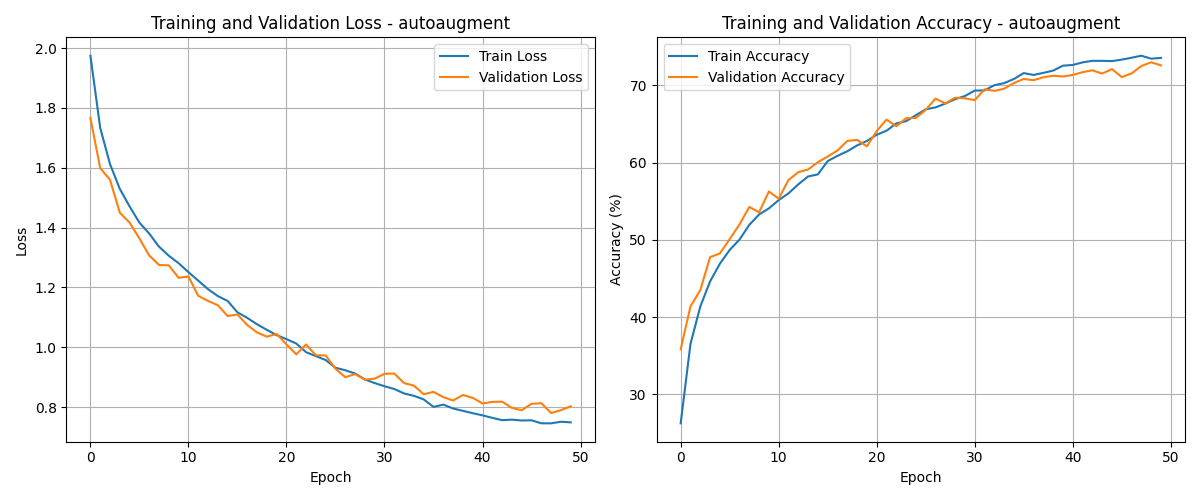 Training and Validation Loss - autoaugment
Train Loss
Validation Loss
2.0
1.8
1.6
1.4
1.2
1.0
0.8
Loss
0 10 20 30 40 50
Epoch
Training and Validation Accuracy - autoaugment
Train Accuracy
Validation Accuracy
70
60
50
40
30
Accuracy (%)
0 10 20 30 40 50
Epoch